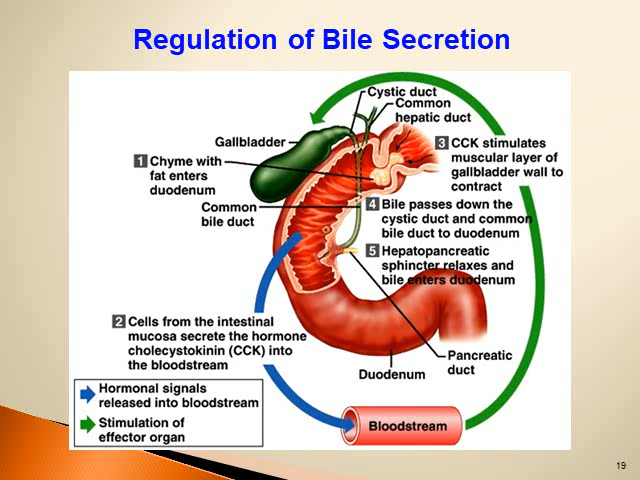 Regulation of Bile Secretion
Cystic duct
Common
hepatic duct
Gallbladder
1 Chyme with
fat enters
duodenum
3 CCK stimulates
muscular layer of
gallbladder wall to
contract
Common
bile duct
4 Bile passes down the
cystic duct and common
bile duct to duodenum
5 Hepatopancreatic
sphincter relaxes and
bile enters duodenum
2 Cells from the intestinal
mucosa secrete the hormone
cholecystokinin (CCK) into
the bloodstream
Pancreatic
duct
Duodenum
Hormonal signals
released into bloodstream
Stimulation of
effector organ
Bloodstream
19